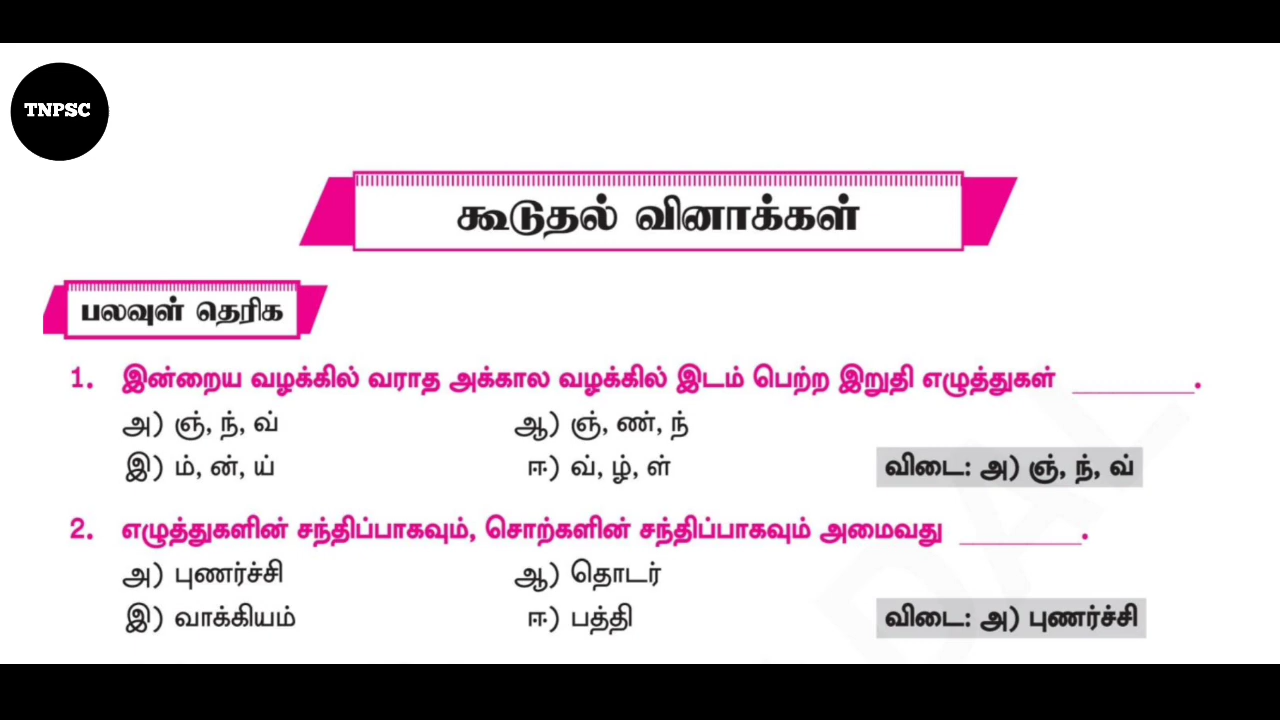 TNPSC
கூடுதல் வினாக்கள்
பலவுள் தெரிக
1. இன்றைய வழக்கில் வராத அக்கால வழக்கில் இடம் பெற்ற இறுதி எழுத்துகள் ________.
அ) ஞ், ந், வ் ஆ) ஞ், ண், ந்
இ) ம், ன், ய் ஈ) வ், ழ், ள் விடை: அ) ஞ், ந், வ்
2. எழுத்துகளின் சந்திப்பாகவும், சொற்களின் சந்திப்பாகவும் அமைவது ________.
அ) புணர்ச்சி ஆ) தொடர்
இ) வாக்கியம் ஈ) பத்தி விடை: அ) புணர்ச்சி